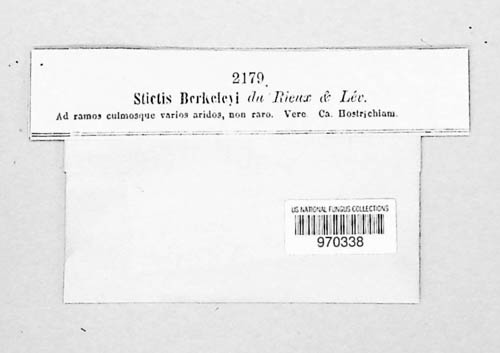 2179.
Stictis Berkeleyi du Rieux & Lév.
Ad ramos culmosque varios aridos, non raro. Vere. Ca. Hostrichiam.
US NATIONAL FUNGUS COLLECTIONS
970338